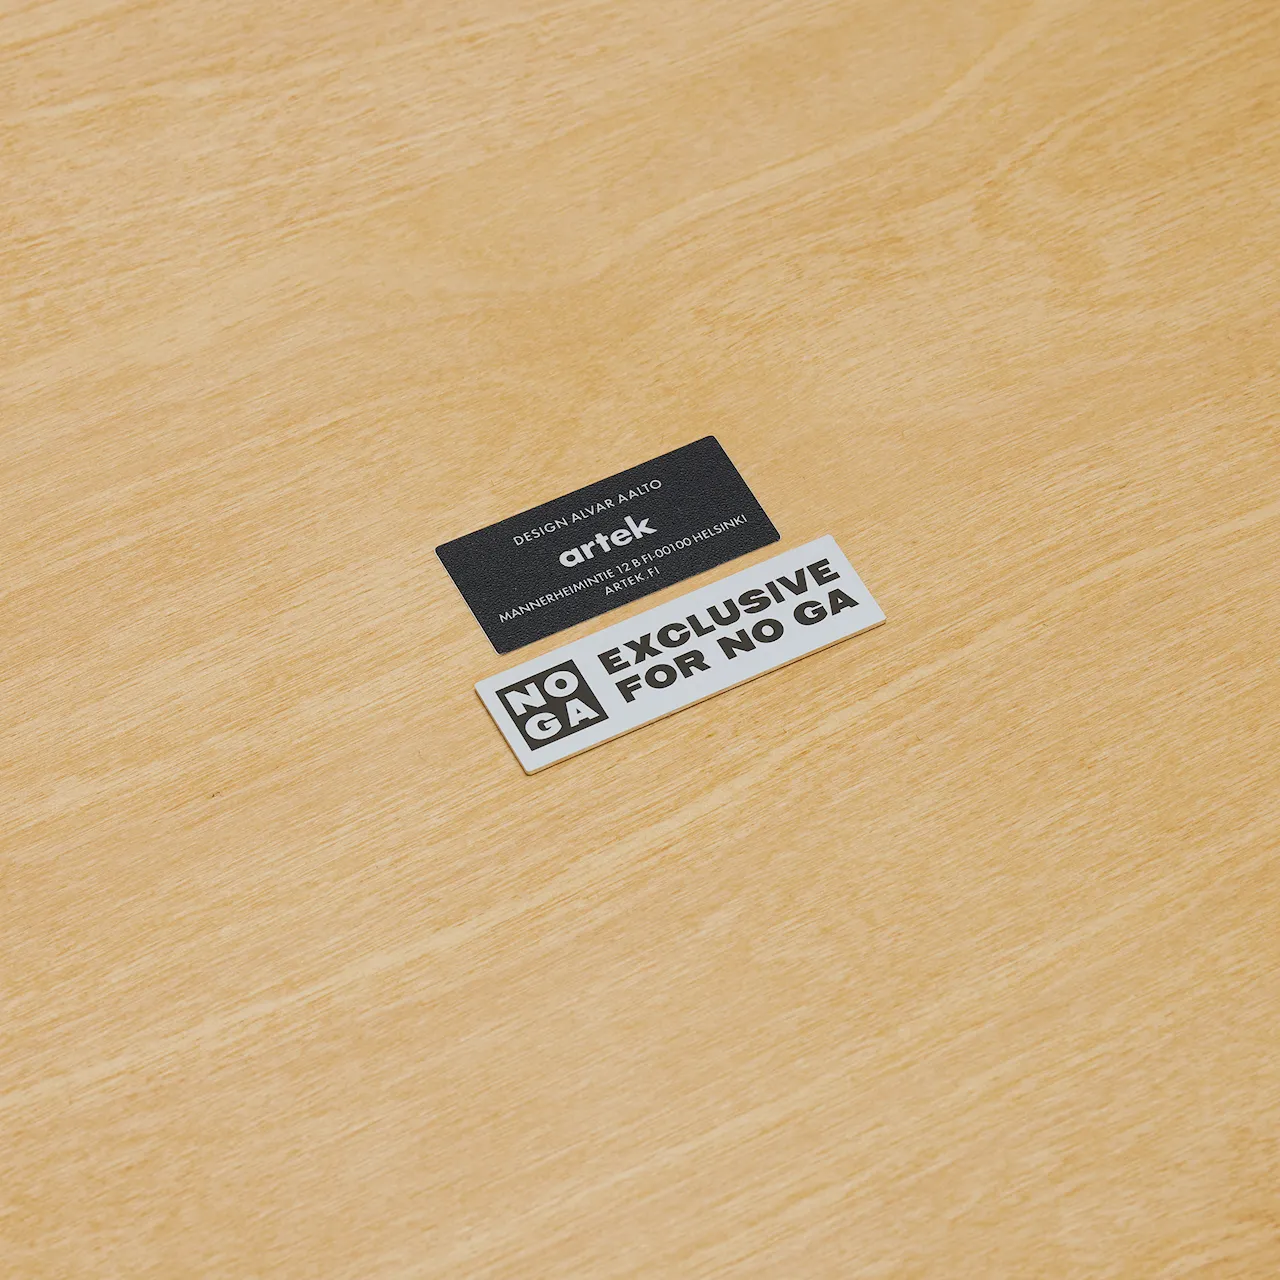 DESIGN ALVAR AALTO
artek
MANNERHEIMINTIE 12 B FI-00100 HELSINKI
ARTEK.FI
NO
GA
EXCLUSIVE
FOR NO GA